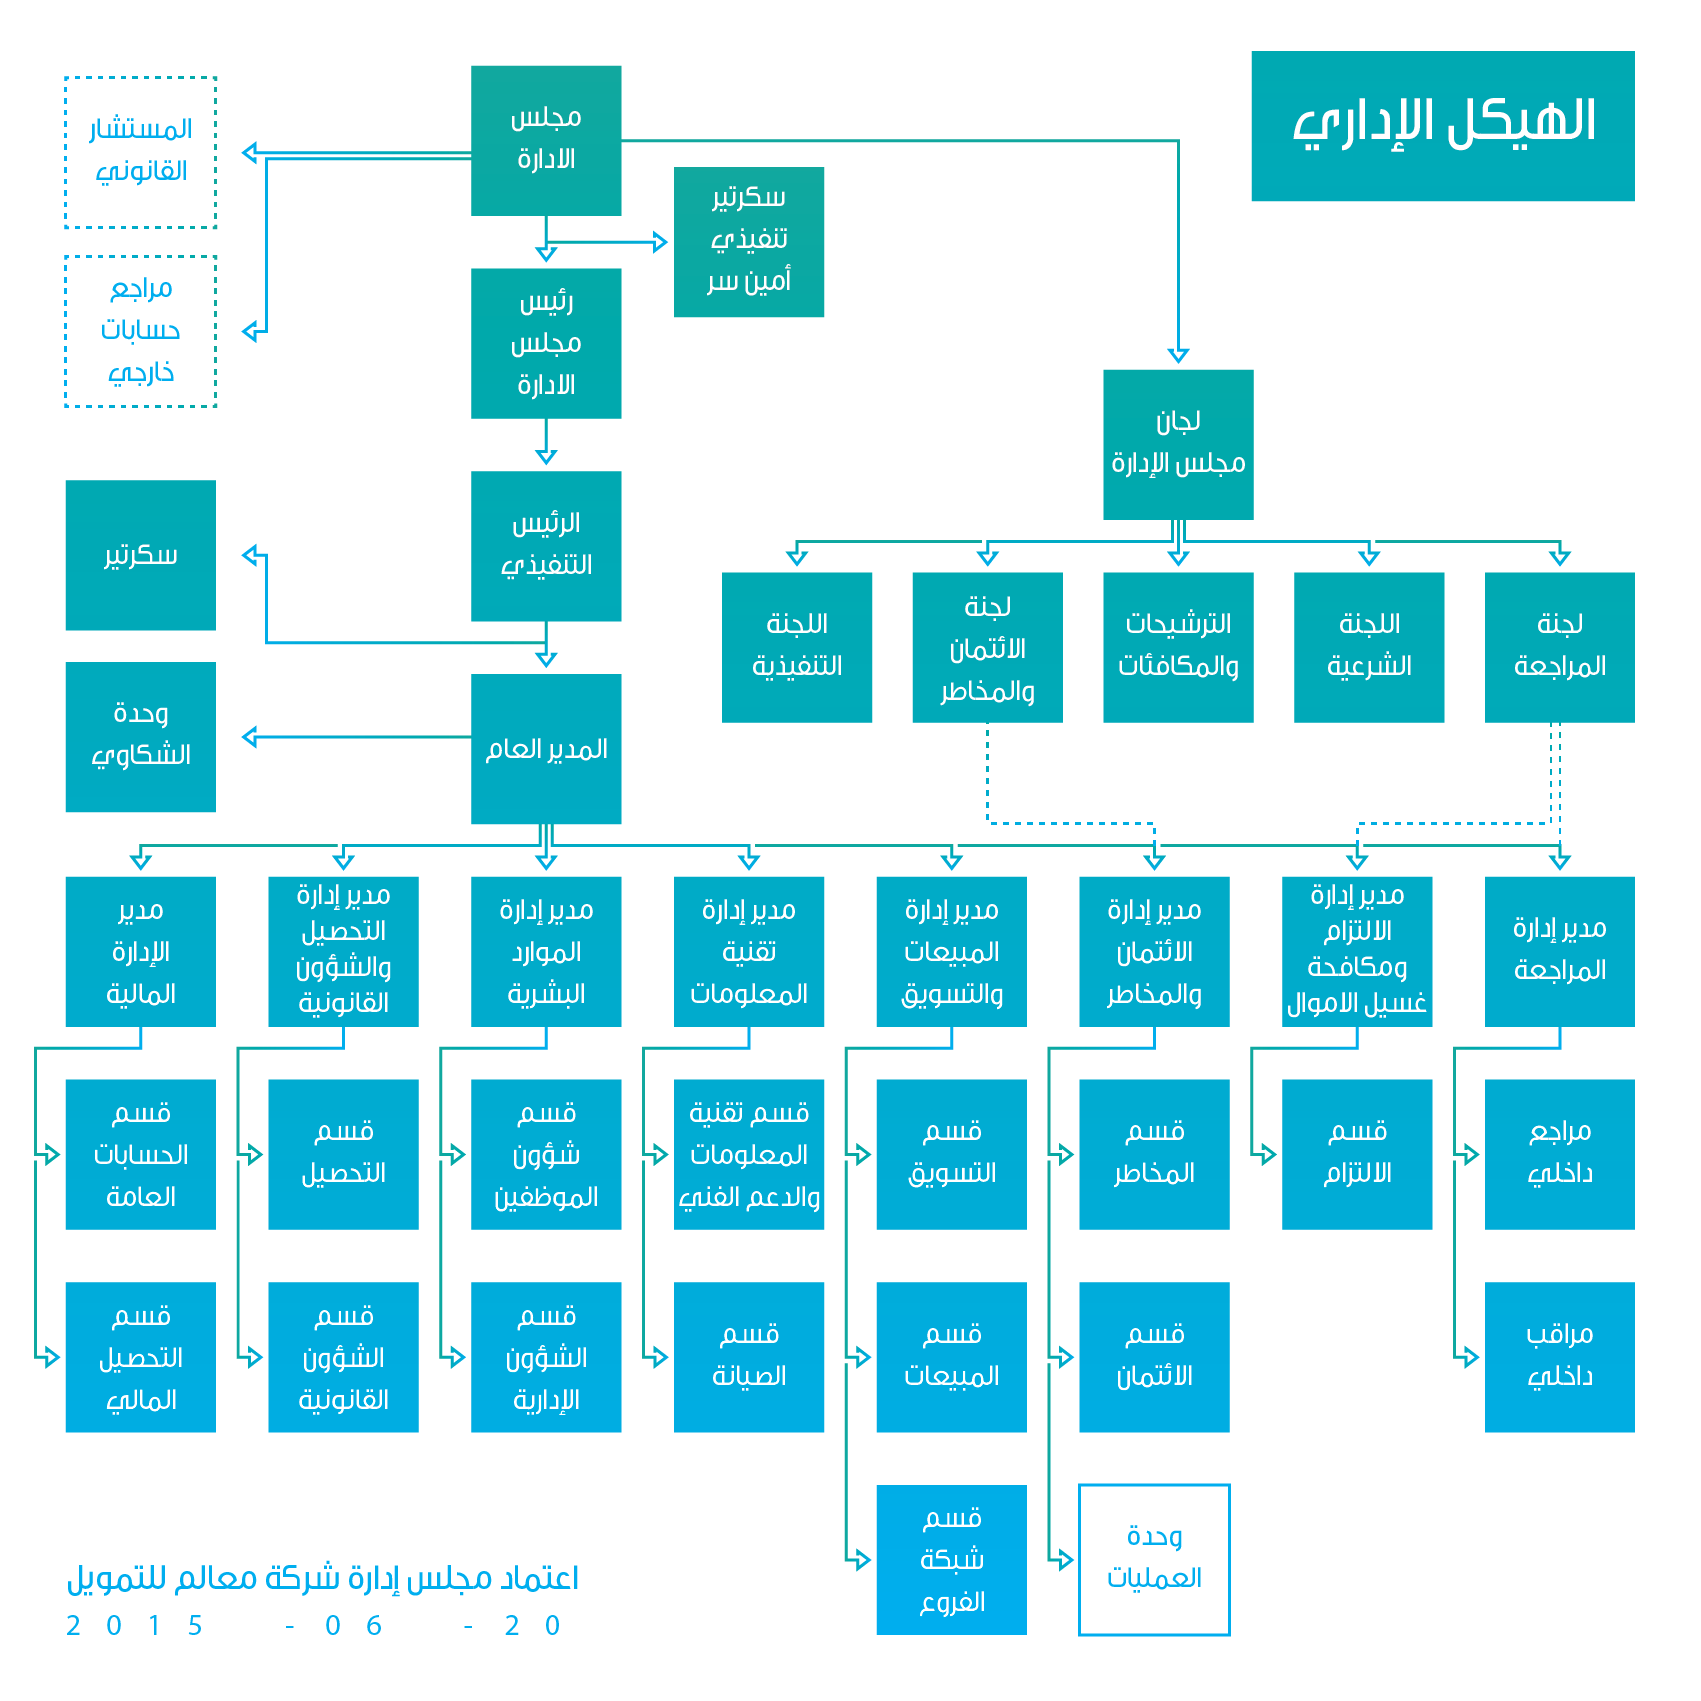 الهيكل الإداري
مجلس
الادارة
المستشار
القانوني
سكرتير
تنفيذي
أمين سر
مراجع
حسابات
خارجي
رئيس
مجلس
الادارة
لجان
مجلس الإدارة
الرئيس
التنفيذي
سكرتير
لجنة
المراجعة
اللجنة
الشرعية
الترشيحات
والمكافئات
لجنة
الائتمان
والمخاطر
اللجنة
التنفيذية
المدير العام
وحدة
الشكاوي
مدير إدارة
المراجعة
مدير إدارة
الالتزام
ومكافحة
غسيل الاموال
مدير إدارة
الائتمان
والمخاطر
مدير إدارة
المبيعات
والتسويق
مدير إدارة
تقنية
المعلومات
مدير إدارة
الموارد
البشرية
مدير إدارة
التحصيل
والشؤون
القانونية
مدير
الإدارة
المالية
مراجع
داخلي
قسم
الالتزام
قسم
المخاطر
قسم
التسويق
قسم تقنية
المعلومات
والدعم الفني
قسم
شؤون
الموظفين
قسم
التحصيل
قسم
الحسابات
العامة
مراقب
داخلي
قسم
الائتمان
قسم
المبيعات
قسم
الصيانة
قسم
الشؤون
الإدارية
قسم
الشؤون
القانونية
قسم
التحصيل
المالي
وحدة
العمليات
قسم
شبكة
الفروع
اعتماد مجلس إدارة شركة معالم للتمويل
2015 - 06 - 20